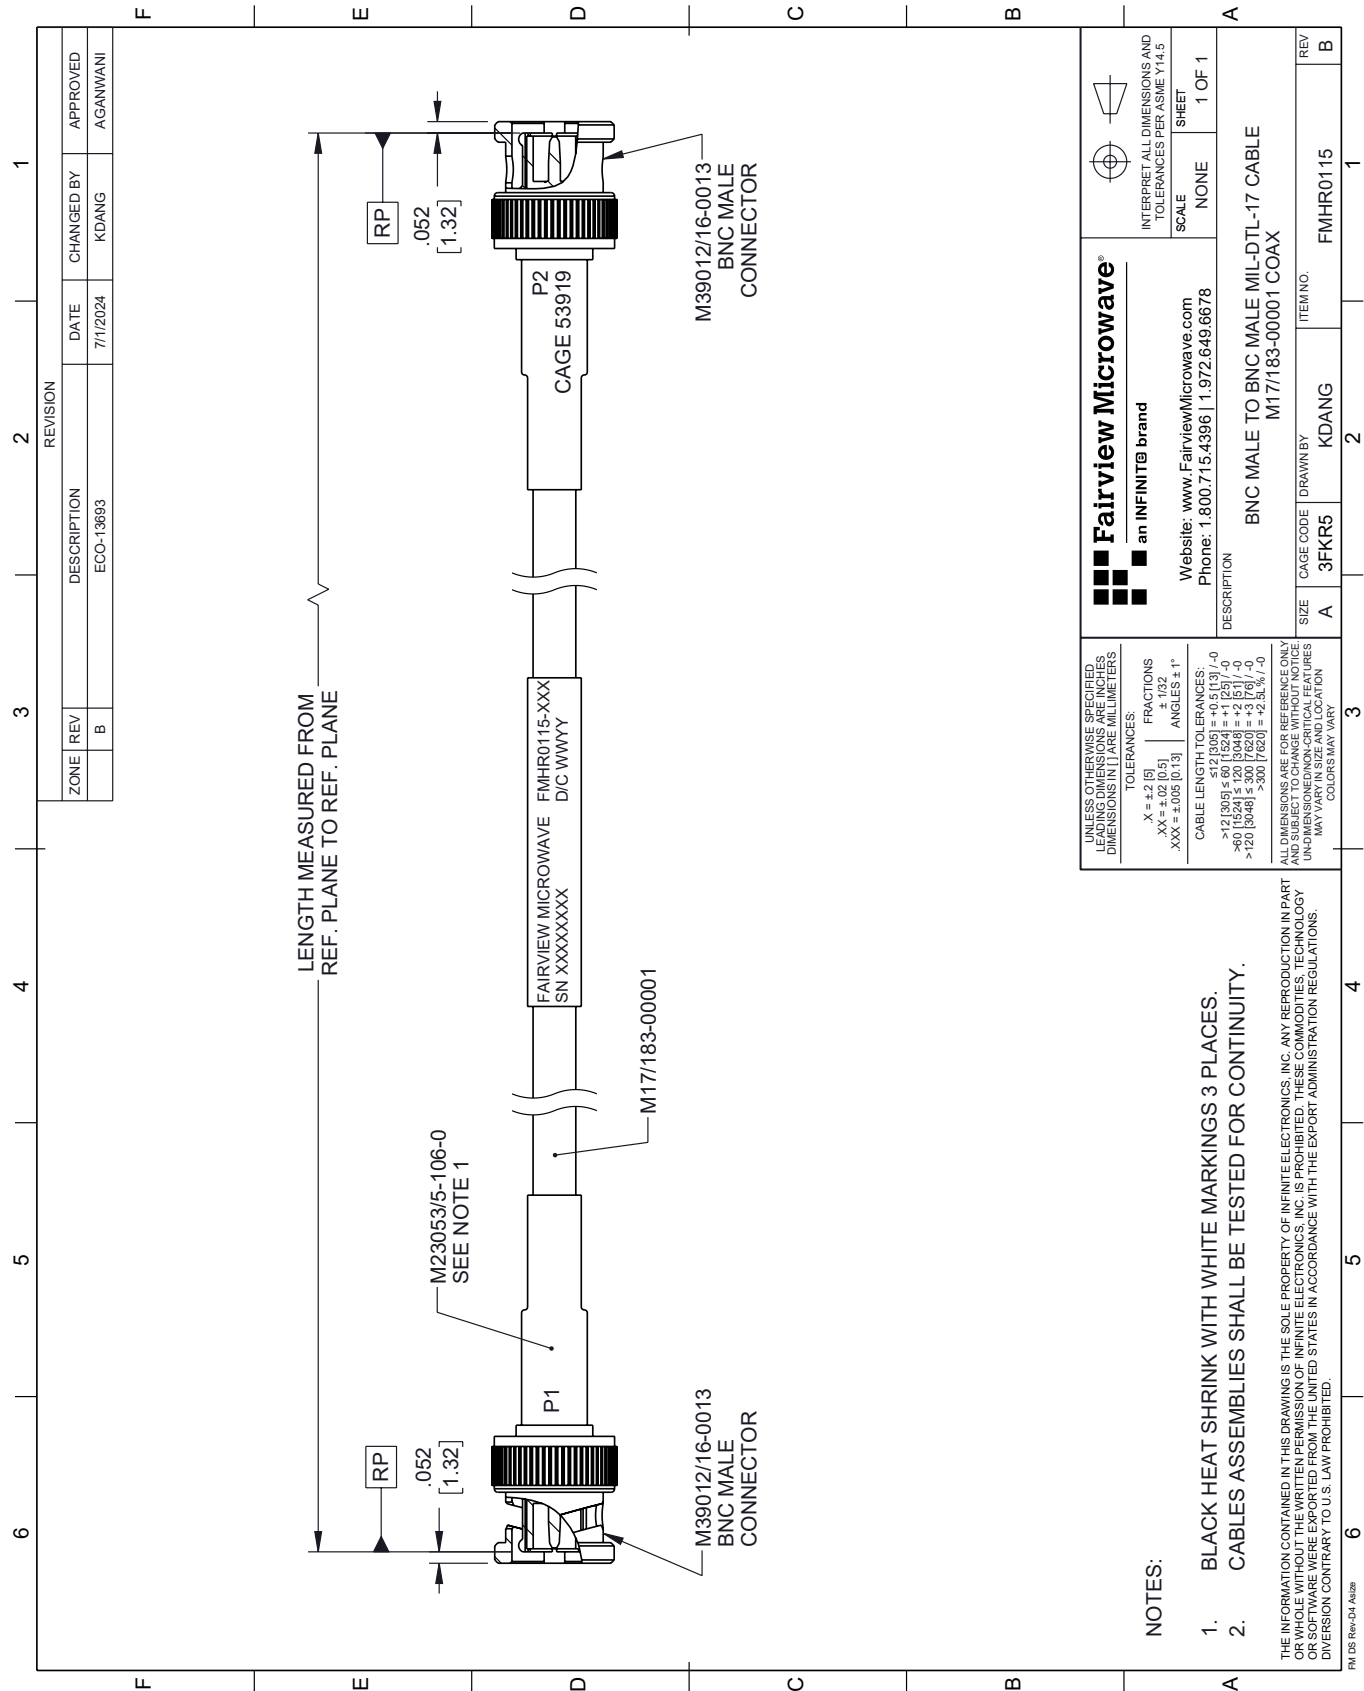 REVISION
ZONE REV DESCRIPTION DATE CHANGED BY APPROVED
B ECO-13693 7/1/2024 KDANG AGANWANI
6 5 4 3 2 1
F
E
D
C
B
A
LENGTH MEASURED FROM
REF. PLANE TO REF. PLANE
RP
.052
[1.32]
RP
.052
[1.32]
M23053/5-106-0
SEE NOTE 1
P1
FAIRVIEW MICROWAVE FMHR0115-XXX
SN XXXXXXXX D/C WWYY
P2
CAGE 53919
M17/183-00001
M39012/16-0013
BNC MALE
CONNECTOR
M39012/16-0013
BNC MALE
CONNECTOR
NOTES:
1. BLACK HEAT SHRINK WITH WHITE MARKINGS 3 PLACES.
2. CABLES ASSEMBLIES SHALL BE TESTED FOR CONTINUITY.
THE INFORMATION CONTAINED IN THIS DRAWING IS THE SOLE PROPERTY OF INFINITE ELECTRONICS, INC. ANY REPRODUCTION IN PART
OR WHOLE WITHOUT THE WRITTEN PERMISSION OF INFINITE ELECTRONICS, INC. IS PROHIBITED. THESE COMMODITIES, TECHNOLOGY
OR SOFTWARE WERE EXPORTED FROM THE UNITED STATES IN ACCORDANCE WITH THE EXPORT ADMINISTRATION REGULATIONS.
DIVERSION CONTRARY TO U.S. LAW PROHIBITED.
UNLESS OTHERWISE SPECIFIED
LEADING DIMENSIONS ARE INCHES
DIMENSIONS IN [ ] ARE MILLIMETERS
TOLERANCES:
.X = ±.2 [5] FRACTIONS
.XX = ±.02 [0.5] ± 1/32
.XXX = ±.005 [0.13] ANGLES ± 1°
CABLE LENGTH TOLERANCES:
≤12 [305] = +0.5 [13] / -0
>12 [305] ≤ 60 [1524] = +1 [25] / -0
>60 [1524] ≤ 120 [3048] = +2 [51] / -0
>120 [3048] ≤ 300 [7620] = +3 [76] / -0
>300 [7620] = +2.5L% / -0
ALL DIMENSIONS ARE FOR REFERENCE ONLY
AND SUBJECT TO CHANGE WITHOUT NOTICE.
UN-DIMENSIONED/NON-CRITICAL FEATURES
MAY VARY IN SIZE AND LOCATION
COLORS MAY VARY
Fairview Microwave®
an INFINIT℮ brand
Website: www.FairviewMicrowave.com
Phone: 1.800.715.4396 | 1.972.649.6678
INTERPRET ALL DIMENSIONS AND
TOLERANCES PER ASME Y14.5
SCALE SHEET
NONE 1 OF 1
DESCRIPTION
BNC MALE TO BNC MALE MIL-DTL-17 CABLE
M17/183-00001 COAX
SIZE CAGE CODE DRAWN BY ITEM NO. REV
A 3FKR5 KDANG FMHR0115 B
F
E
D
C
B
A
6 5 4 3 2 1
FM DS Rev-D4 Asize